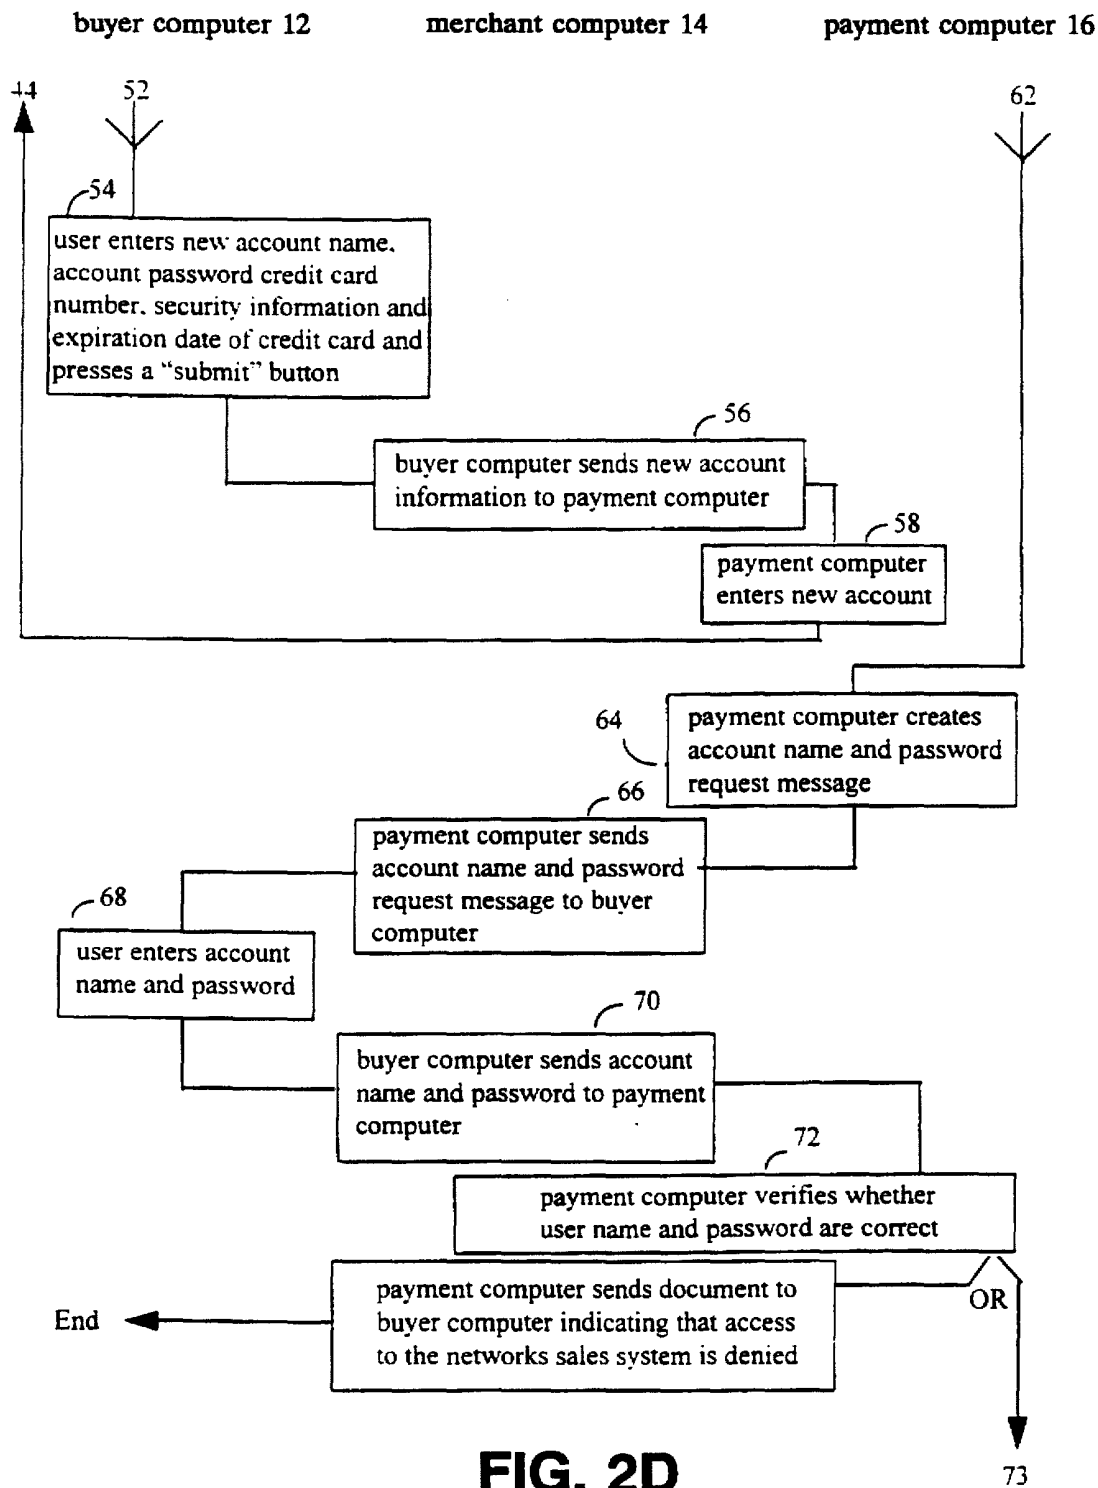 buyer computer 12 merchant computer 14 payment computer 16
44 52 62
54
user enters new account name,
account password credit card
number, security information and
expiration date of credit card and
presses a “submit” button
56
buyer computer sends new account
information to payment computer
58
payment computer
enters new account
64
payment computer creates
account name and password
request message
66
payment computer sends
account name and password
request message to buyer
computer
68
user enters account
name and password
70
buyer computer sends account
name and password to payment
computer
72
payment computer verifies whether
user name and password are correct
OR
payment computer sends document to
buyer computer indicating that access
to the networks sales system is denied
End
73
FIG. 2D